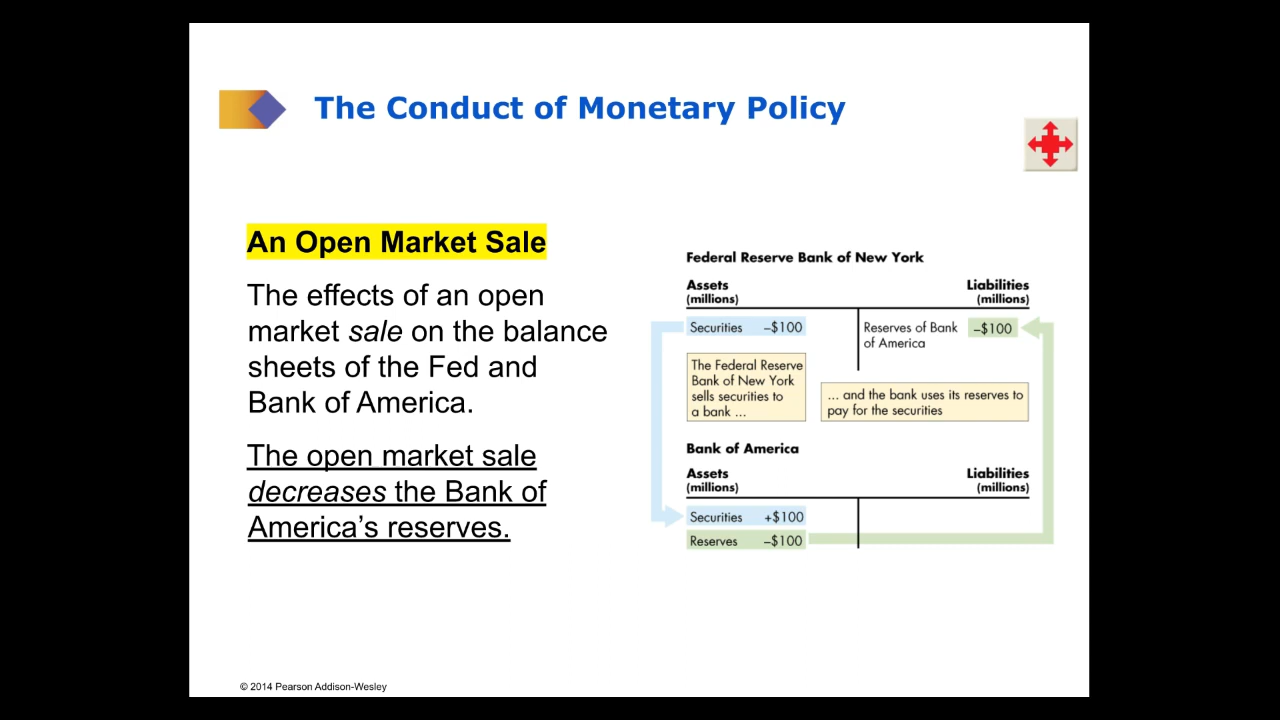 The Conduct of Monetary Policy
An Open Market Sale
The effects of an open
market sale on the balance
sheets of the Fed and
Bank of America.
The open market sale
decreases the Bank of
America’s reserves.
Federal Reserve Bank of New York
Assets
(millions)
Liabilities
(millions)
Securities –$100
Reserves of Bank
of America
–$100
The Federal Reserve
Bank of New York
sells securities to
a bank ...
... and the bank uses its reserves to
pay for the securities
Bank of America
Assets
(millions)
Liabilities
(millions)
Securities +$100
Reserves –$100
© 2014 Pearson Addison-Wesley